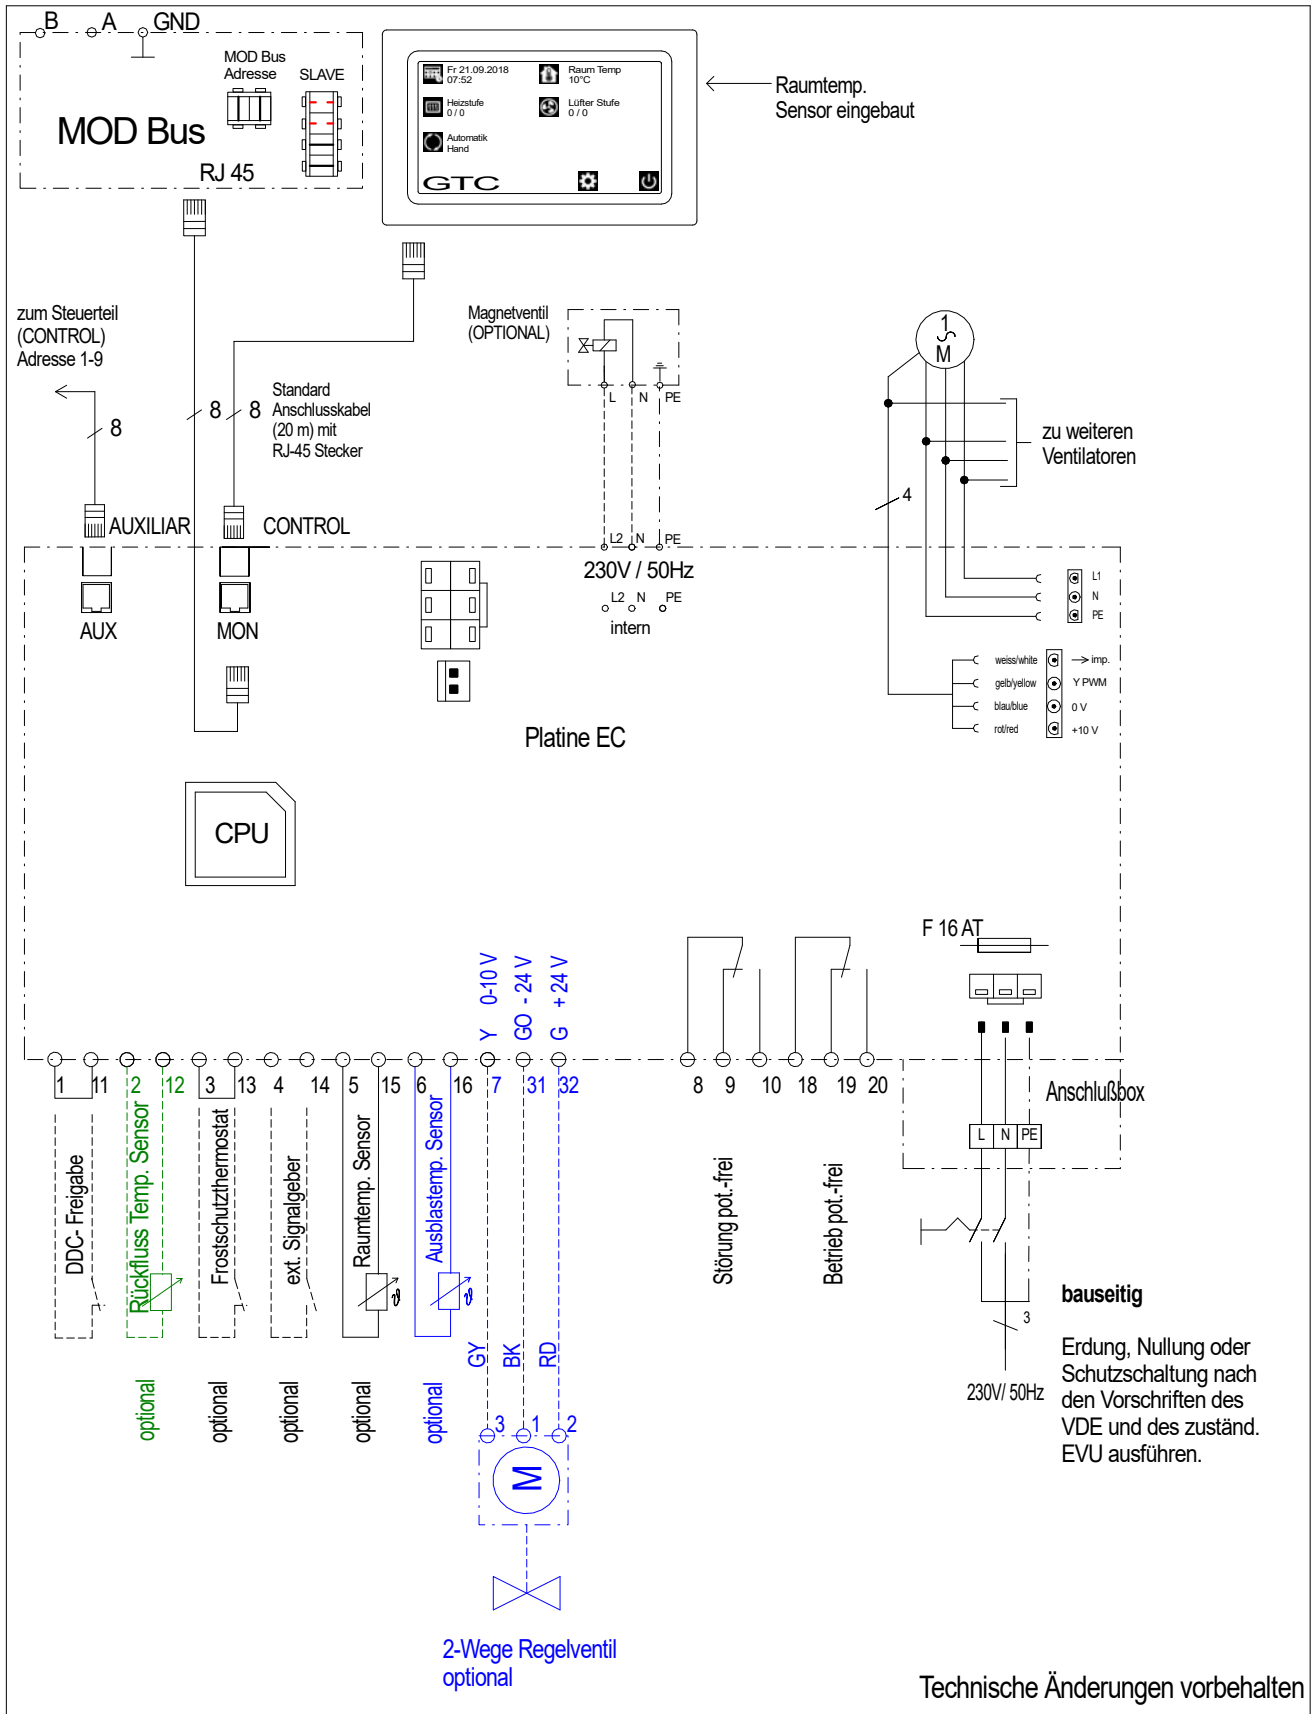 B A GND
MOD Bus
Adresse
SLAVE
MOD Bus
RJ 45
Fr 21.09.2018
07:52
Raum Temp
10°C
Heizstufe
0 / 0
Lüfter Stufe
0 / 0
Automatik
Hand
GTC
Raumtemp.
Sensor eingebaut
zum Steuerteil
(CONTROL)
Adresse 1-9
8
8
8
Standard
Anschlusskabel
(20 m) mit
RJ-45 Stecker
Magnetventil
(OPTIONAL)
L N PE
1
M
zu weiteren
Ventilatoren
4
AUXILIAR
CONTROL
L2 N PE
230V / 50Hz
L2 N PE
intern
AUX
MON
L1
N
PE
weiss/white imp.
gelb/yellow Y PWM
blau/blue 0 V
rot/red +10 V
Platine EC
CPU
F 16 AT
Y 0-10 V
GO - 24 V
G + 24 V
1 11 2 12 3 13 4 14 5 15 6 16 7 31 32 8 9 10 18 19 20
Anschlußbox
L N PE
DDC- Freigabe
Rückfluss Temp. Sensor
Frostschutzthermostat
ext. Signalgeber
Raumtemp. Sensor
Ausblastemp. Sensor
Störung pot.-frei
Betrieb pot.-frei
ϑ
ϑ
GY
BK
RD
optional
optional
optional
optional
optional
3 1 2
M
2-Wege Regelventil
optional
3
230V/ 50Hz
bauseitig
Erdung, Nullung oder
Schutzschaltung nach
den Vorschriften des
VDE und des zuständ.
EVU ausführen.
Technische Änderungen vorbehalten